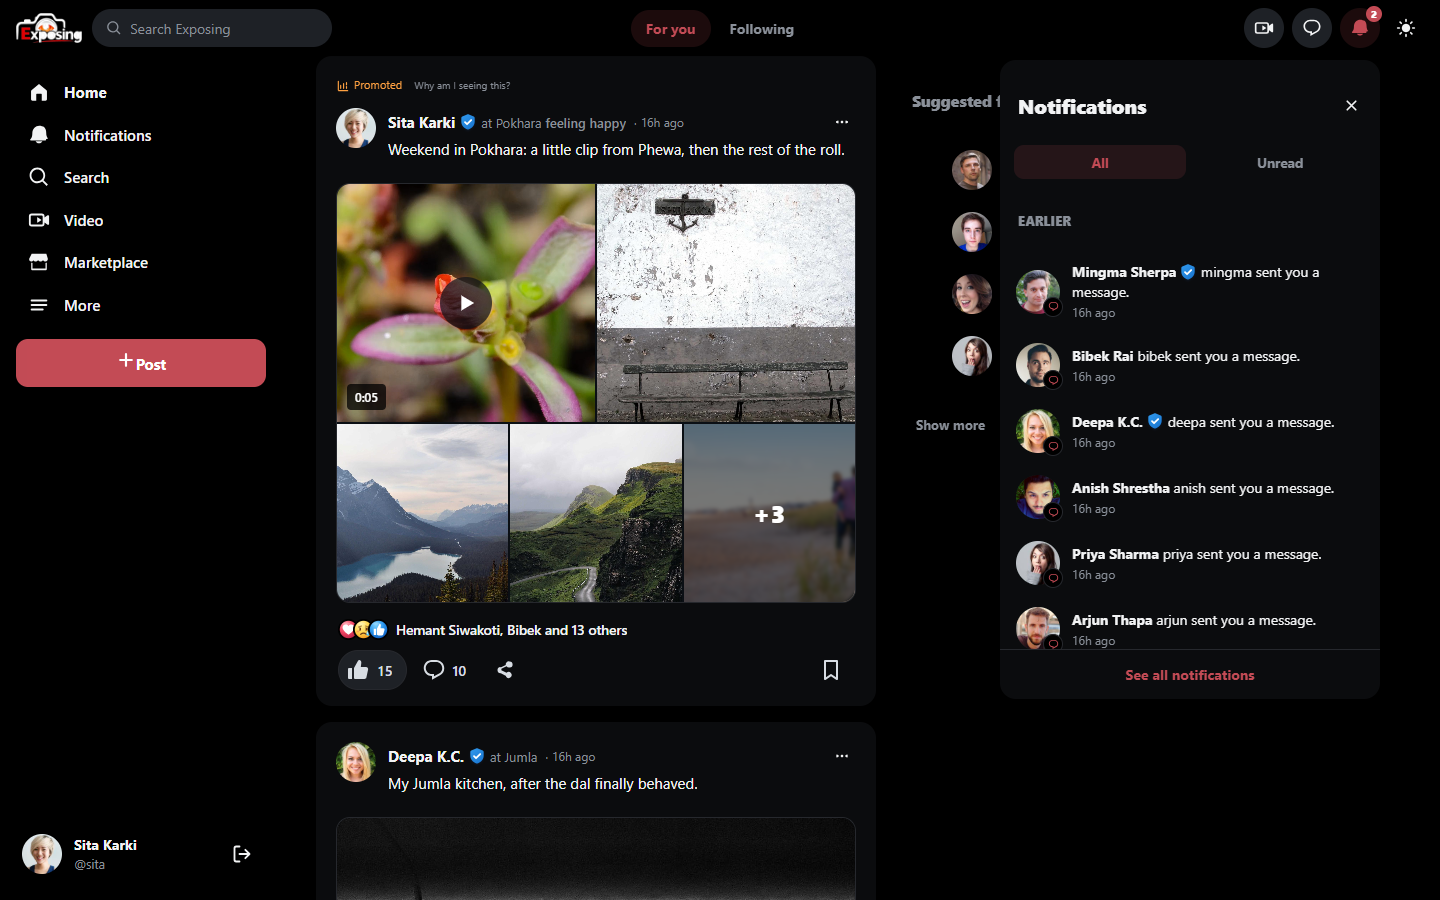 Exposing
Search Exposing
For you
Following
2
Home
Notifications
Search
Video
Marketplace
More
+ Post
Sita Karki
@sita
Promoted Why am I seeing this?
Sita Karki at Pokhara feeling happy · 16h ago
Weekend in Pokhara: a little clip from Phewa, then the rest of the roll.
0:05
+3
Hemant Siwakoti, Bibek and 13 others
15
10
Deepa K.C. at Jumla · 16h ago
My Jumla kitchen, after the dal finally behaved.
Suggested f
Show more
Notifications
All
Unread
EARLIER
Mingma Sherpa mingma sent you a
message.
16h ago
Bibek Rai bibek sent you a message.
16h ago
Deepa K.C. deepa sent you a message.
16h ago
Anish Shrestha anish sent you a message.
16h ago
Priya Sharma priya sent you a message.
16h ago
Arjun Thapa arjun sent you a message.
16h ago
See all notifications